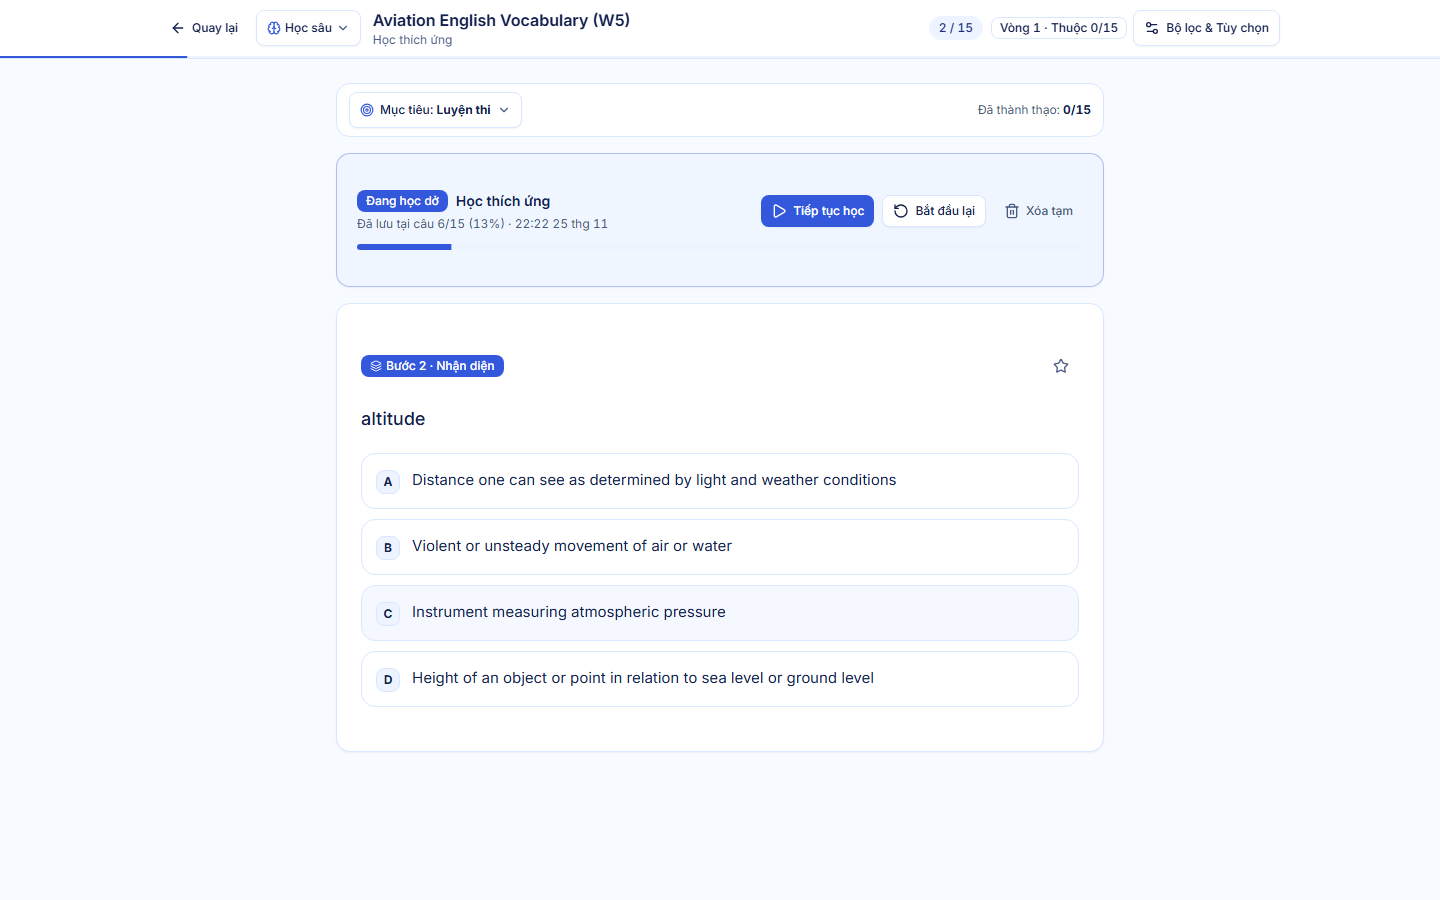 Quay lại
Học sâu
Aviation English Vocabulary (W5)
Học thích ứng
2 / 15
Vòng 1 · Thuộc 0/15
Bộ lọc & Tùy chọn
Mục tiêu: Luyện thi
Đã thành thạo: 0/15
Đang học dở Học thích ứng
Đã lưu tại câu 6/15 (13%) · 22:22 25 thg 11
Tiếp tục học
Bắt đầu lại
Xóa tạm
Bước 2 · Nhận diện
altitude
A Distance one can see as determined by light and weather conditions
B Violent or unsteady movement of air or water
C Instrument measuring atmospheric pressure
D Height of an object or point in relation to sea level or ground level